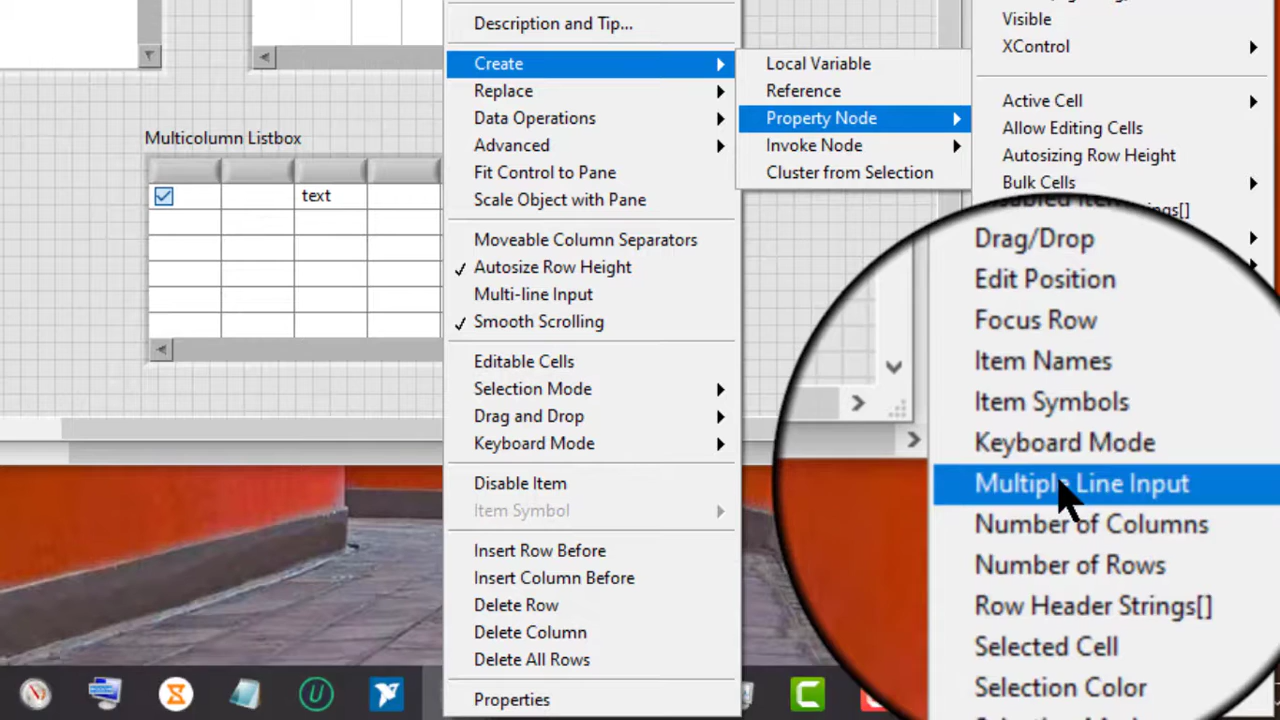 Multicolumn Listbox
text
Description and Tip...
Create
Replace
Data Operations
Advanced
Fit Control to Pane
Scale Object with Pane
Moveable Column Separators
Autosize Row Height
Multi-line Input
Smooth Scrolling
Editable Cells
Selection Mode
Drag and Drop
Keyboard Mode
Disable Item
Item Symbol
Insert Row Before
Insert Column Before
Delete Row
Delete Column
Delete All Rows
Properties
Local Variable
Reference
Property Node
Invoke Node
Cluster from Selection
Visible
XControl
Active Cell
Allow Editing Cells
Autosizing Row Height
Bulk Cells
Drag/Drop
Edit Position
Focus Row
Item Names
Item Symbols
Keyboard Mode
Multiple Line Input
Number of Columns
Number of Rows
Row Header Strings[]
Selected Cell
Selection Color